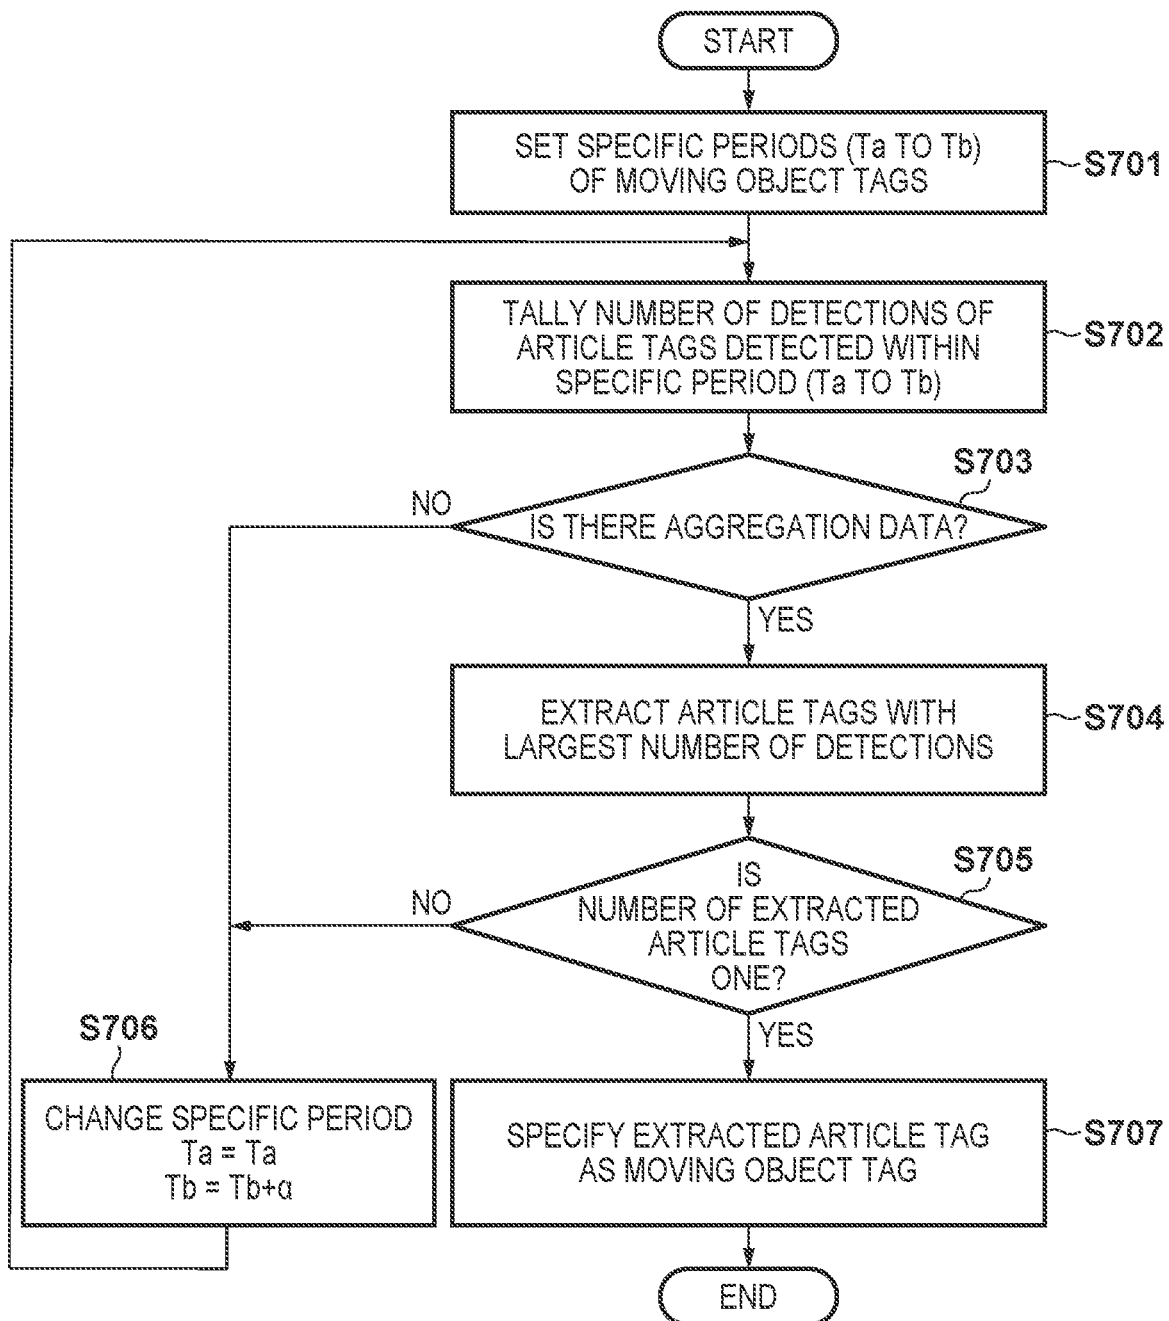 START
SET SPECIFIC PERIODS (Ta TO Tb)
OF MOVING OBJECT TAGS
S701
TALLY NUMBER OF DETECTIONS OF
ARTICLE TAGS DETECTED WITHIN
SPECIFIC PERIOD (Ta TO Tb)
S702
S703
NO
IS THERE AGGREGATION DATA?
YES
EXTRACT ARTICLE TAGS WITH
LARGEST NUMBER OF DETECTIONS
S704
S705
NO
IS
NUMBER OF EXTRACTED
ARTICLE TAGS
ONE?
YES
S706
CHANGE SPECIFIC PERIOD
Ta = Ta
Tb = Tb+α
SPECIFY EXTRACTED ARTICLE TAG
AS MOVING OBJECT TAG
S707
END